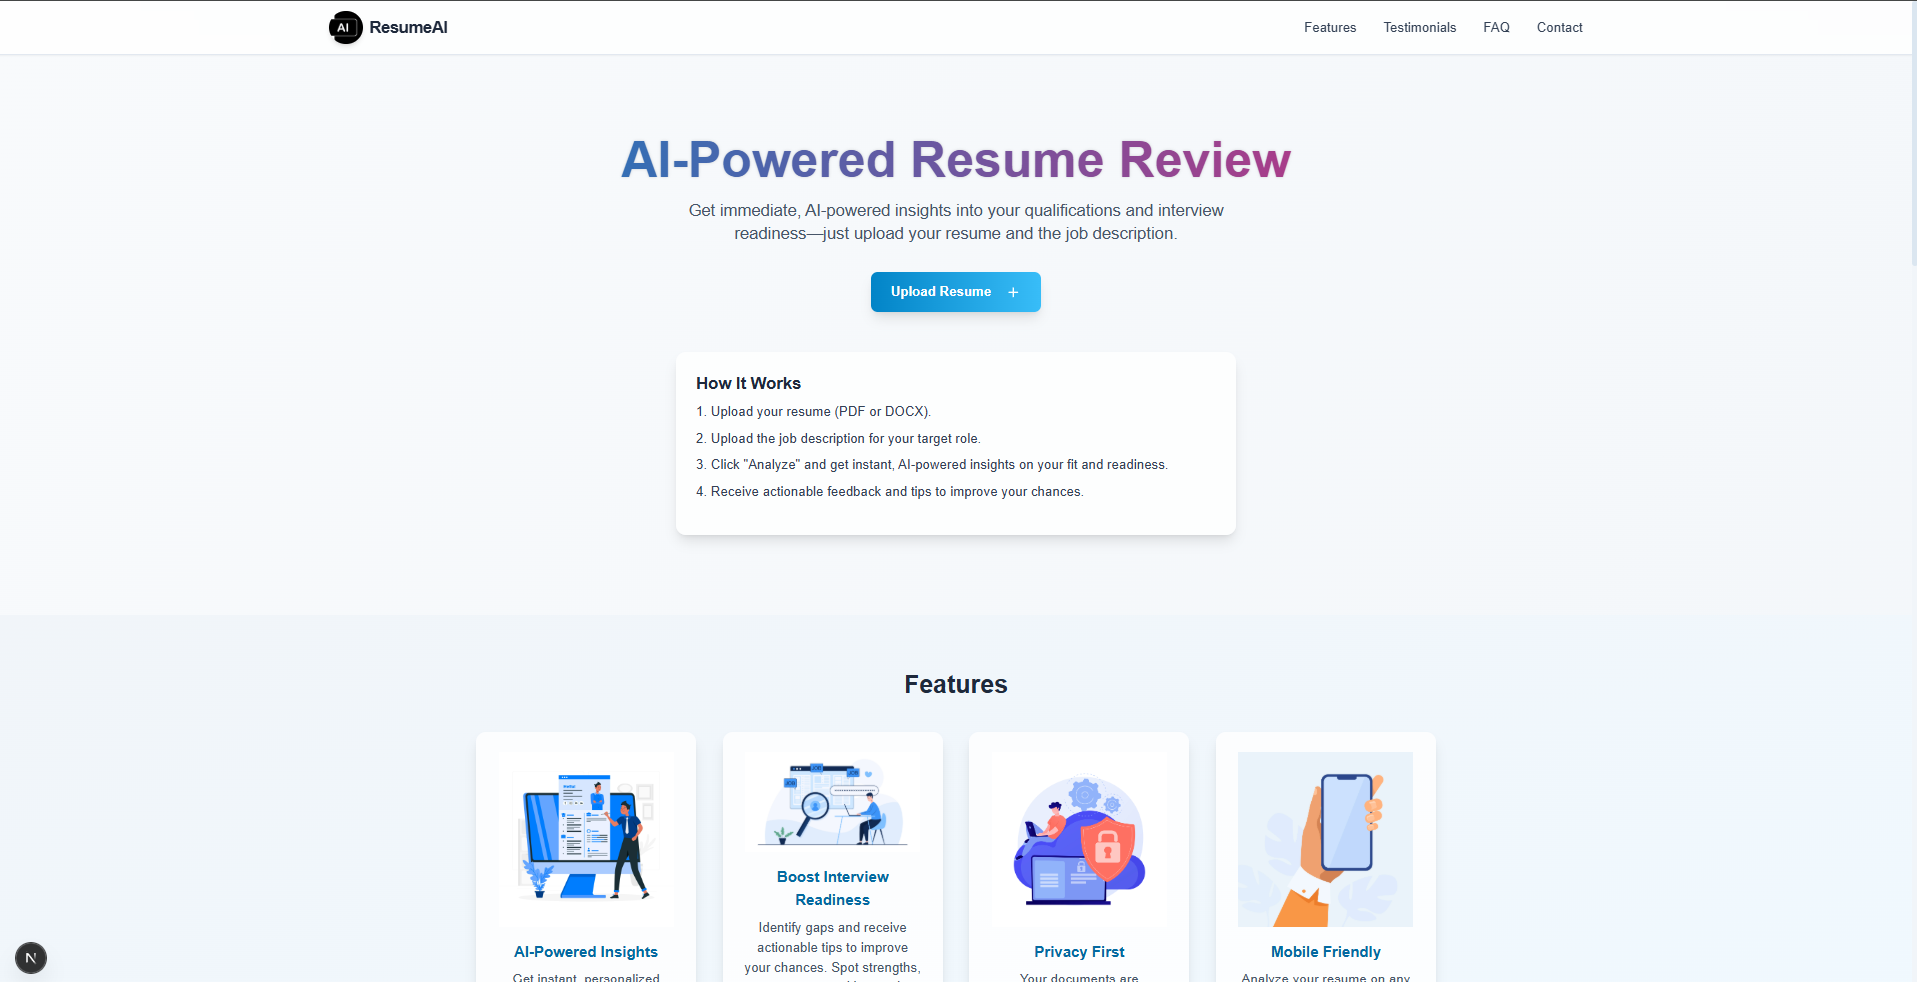 AI
ResumeAI
Features
Testimonials
FAQ
Contact
AI-Powered Resume Review
Get immediate, AI-powered insights into your qualifications and interview
readiness—just upload your resume and the job description.
Upload Resume +
How It Works
1. Upload your resume (PDF or DOCX).
2. Upload the job description for your target role.
3. Click "Analyze" and get instant, AI-powered insights on your fit and readiness.
4. Receive actionable feedback and tips to improve your chances.
Features
AI-Powered Insights
Get instant, personalized
JOB
JOB
JOB
Boost Interview
Readiness
Identify gaps and receive
actionable tips to improve
your chances. Spot strengths,
Privacy First
Your documents are
Mobile Friendly
Analyze your resume on any
N